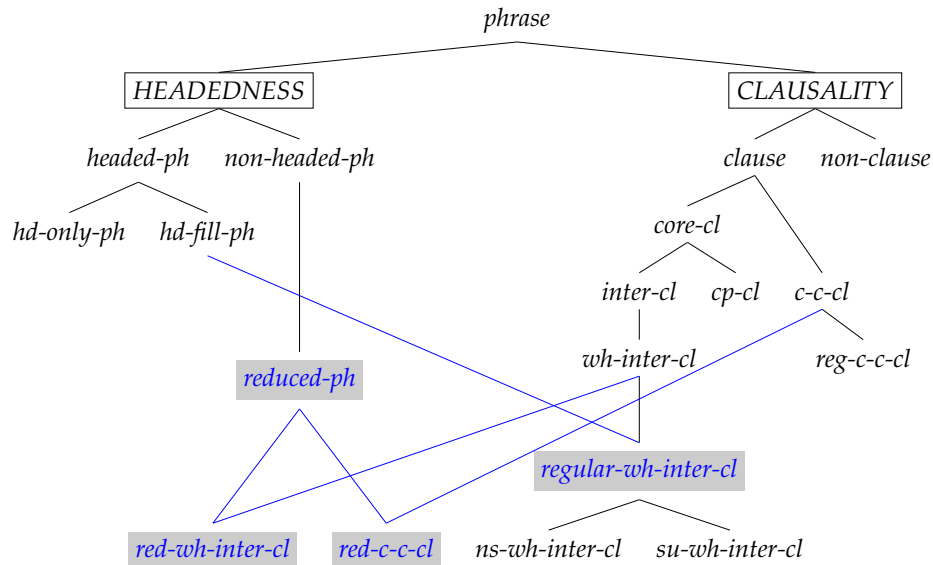 phrase
HEADEDNESS CLAUSALITY
headed-ph non-headed-ph clause non-clause
hd-only-ph hd-fill-ph core-cl
inter-cl cp-cl c-c-cl
reduced-ph wh-inter-cl reg-c-c-cl
regular-wh-inter-cl
red-wh-inter-cl red-c-c-cl ns-wh-inter-cl su-wh-inter-cl